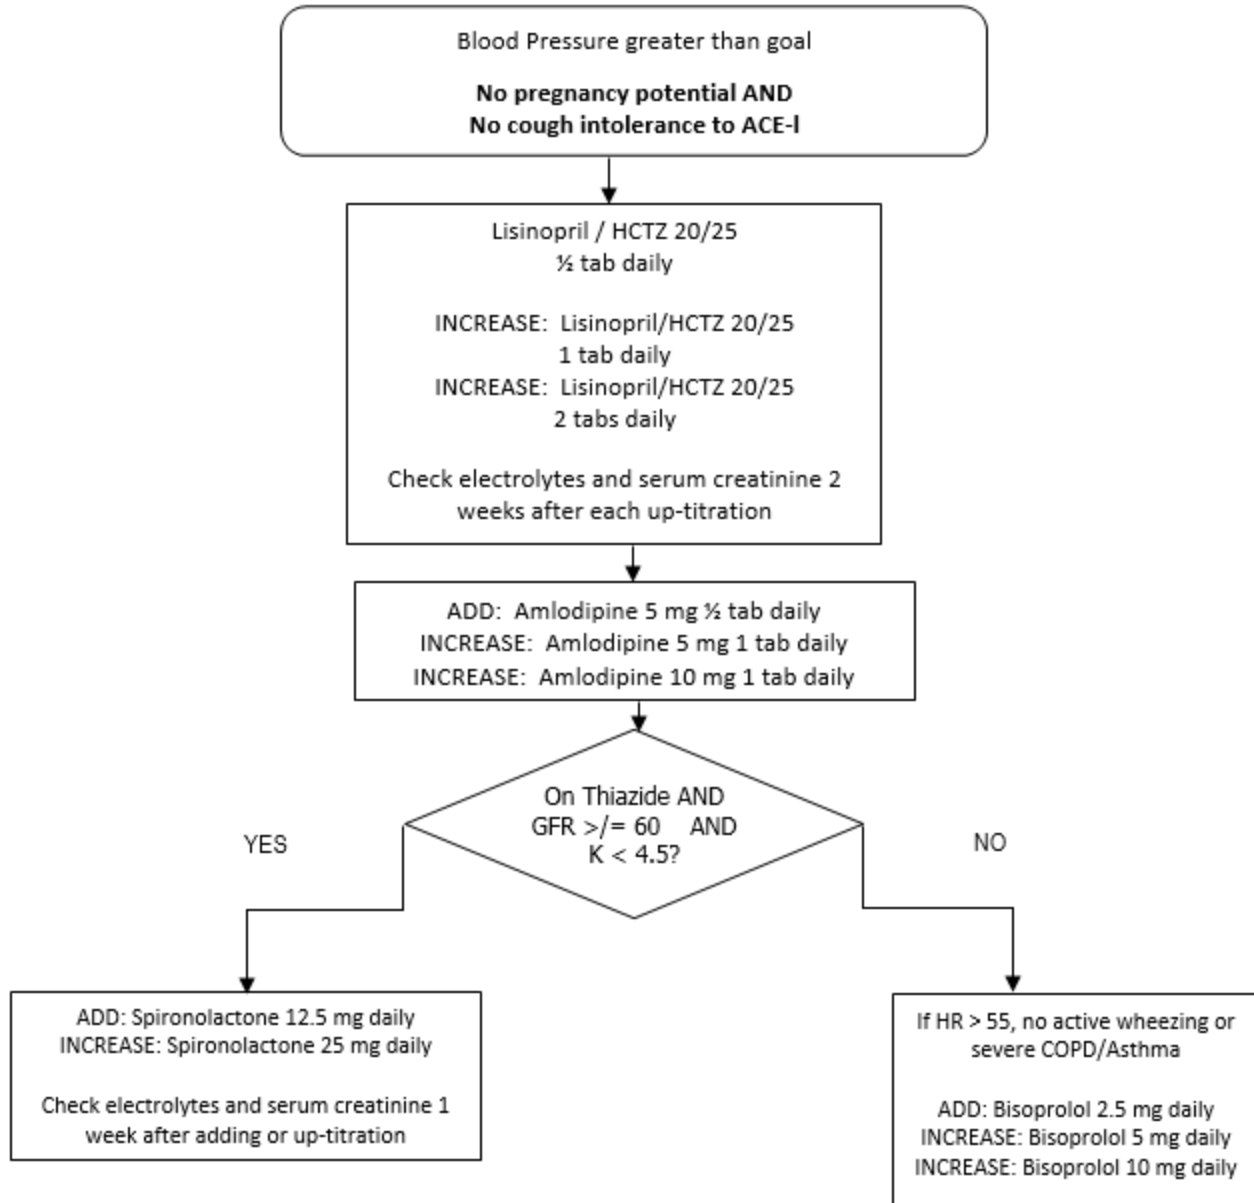 Blood Pressure greater than goal
No pregnancy potential AND
No cough intolerance to ACE-I
Lisinopril / HCTZ 20/25
½ tab daily
INCREASE: Lisinopril/HCTZ 20/25
1 tab daily
INCREASE: Lisinopril/HCTZ 20/25
2 tabs daily
Check electrolytes and serum creatinine 2
weeks after each up-titration
ADD: Amlodipine 5 mg ½ tab daily
INCREASE: Amlodipine 5 mg 1 tab daily
INCREASE: Amlodipine 10 mg 1 tab daily
On Thiazide AND
GFR >/= 60 AND
K < 4.5?
YES
NO
ADD: Spironolactone 12.5 mg daily
INCREASE: Spironolactone 25 mg daily
Check electrolytes and serum creatinine 1
week after adding or up-titration
If HR > 55, no active wheezing or
severe COPD/Asthma
ADD: Bisoprolol 2.5 mg daily
INCREASE: Bisoprolol 5 mg daily
INCREASE: Bisoprolol 10 mg daily